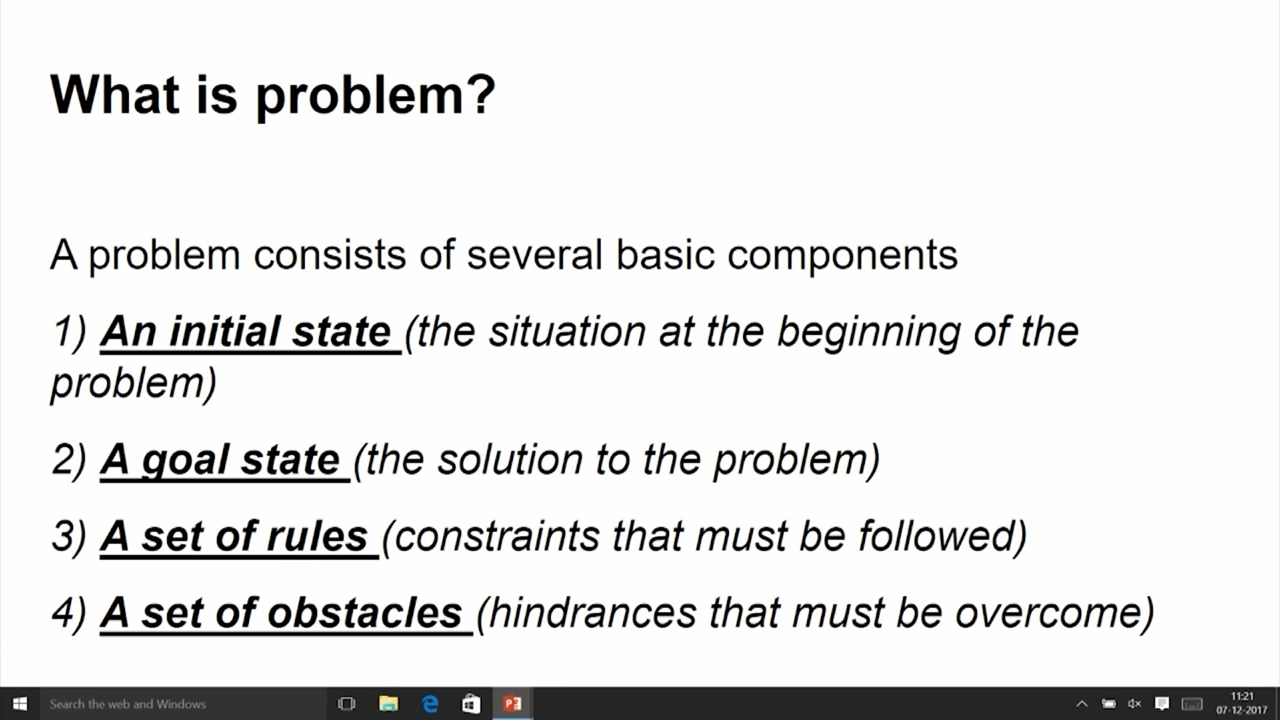 What is problem?
A problem consists of several basic components
1) An initial state (the situation at the beginning of the
problem)
2) A goal state (the solution to the problem)
3) A set of rules (constraints that must be followed)
4) A set of obstacles (hindrances that must be overcome)
Search the web and Windows
11:21
07-12-2017